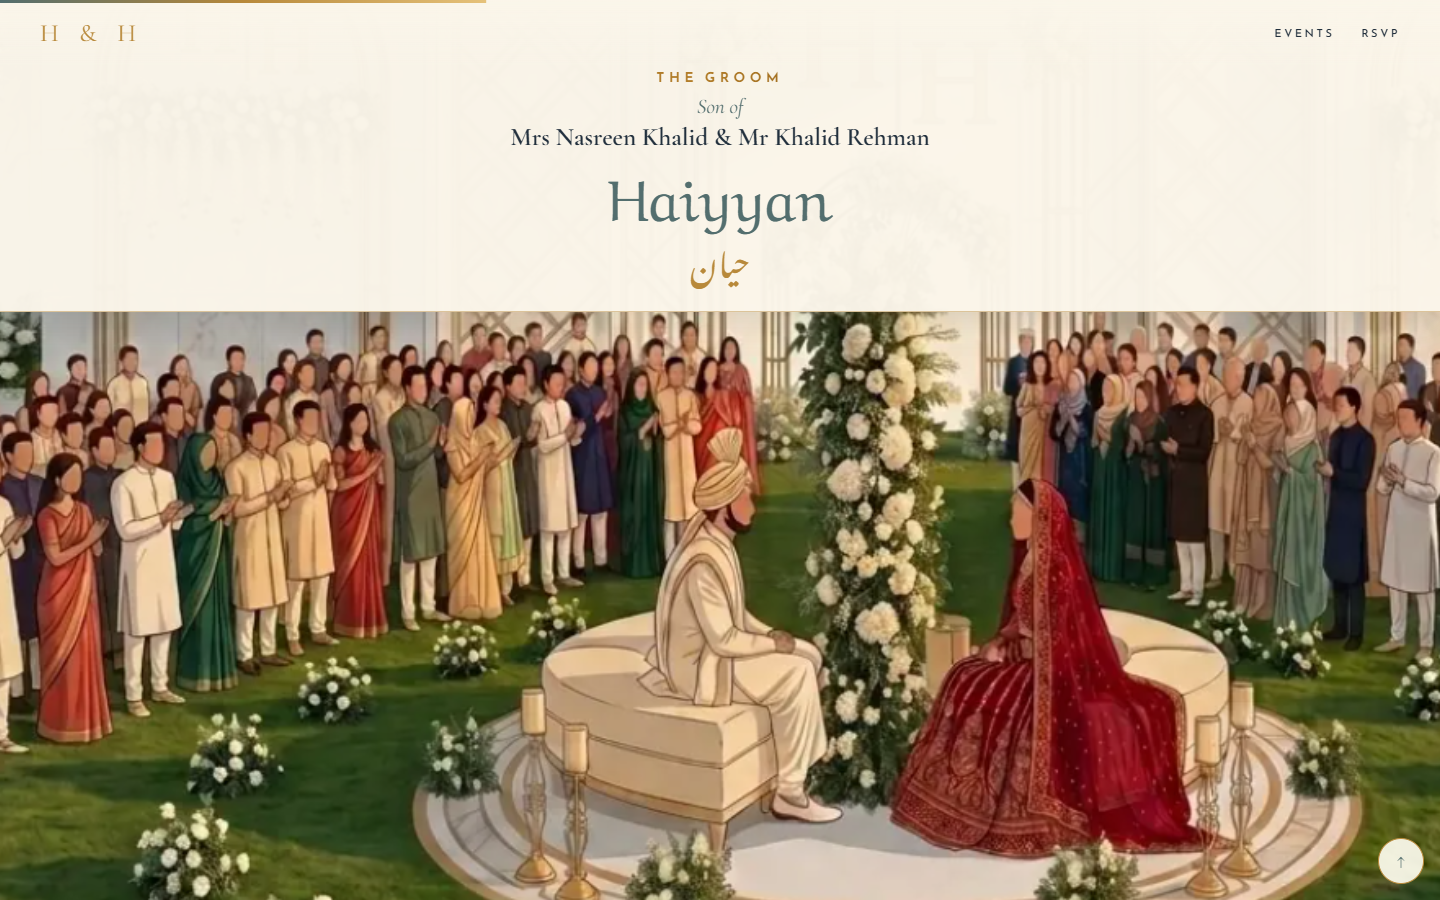 H & H
EVENTS RSVP
THE GROOM
Son of
Mrs Nasreen Khalid & Mr Khalid Rehman
Haiyyan
حیان
↑